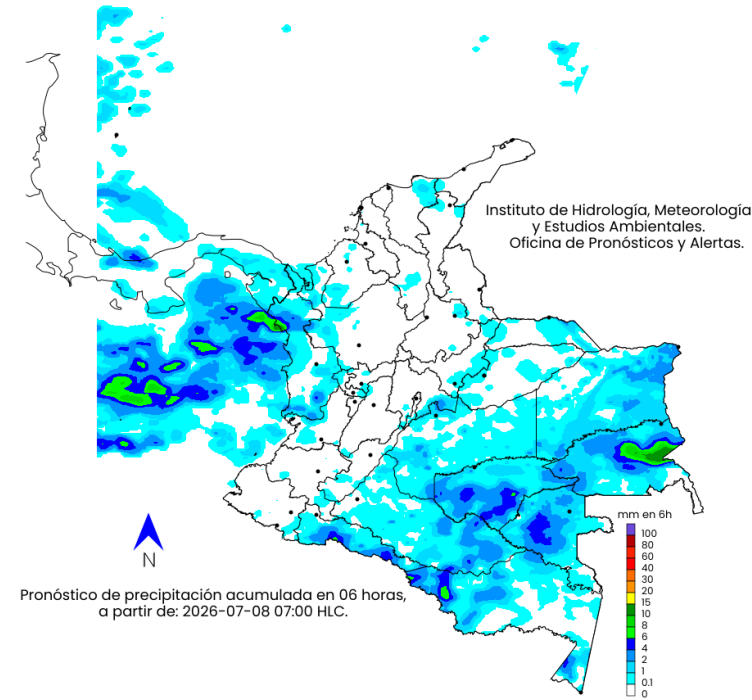 Instituto de Hidrología, Meteorología
y Estudios Ambientales.
Oficina de Pronósticos y Alertas.
mm en 6h
100
80
60
40
30
20
15
10
8
6
4
2
1
0.1
0
N
Pronóstico de precipitación acumulada en 06 horas,
a partir de: 2026-07-08 07:00 HLC.